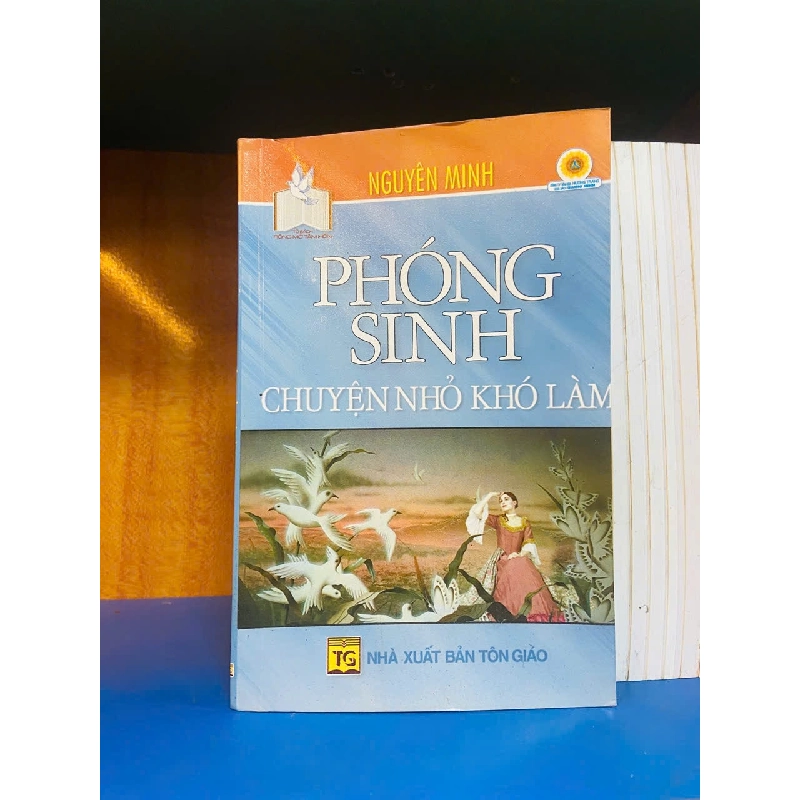 NGUYÊN MINH
PHÓNG
SINH
CHUYỆN NHỎ KHÓ LÀM
TG
NHÀ XUẤT BẢN TÔN GIÁO